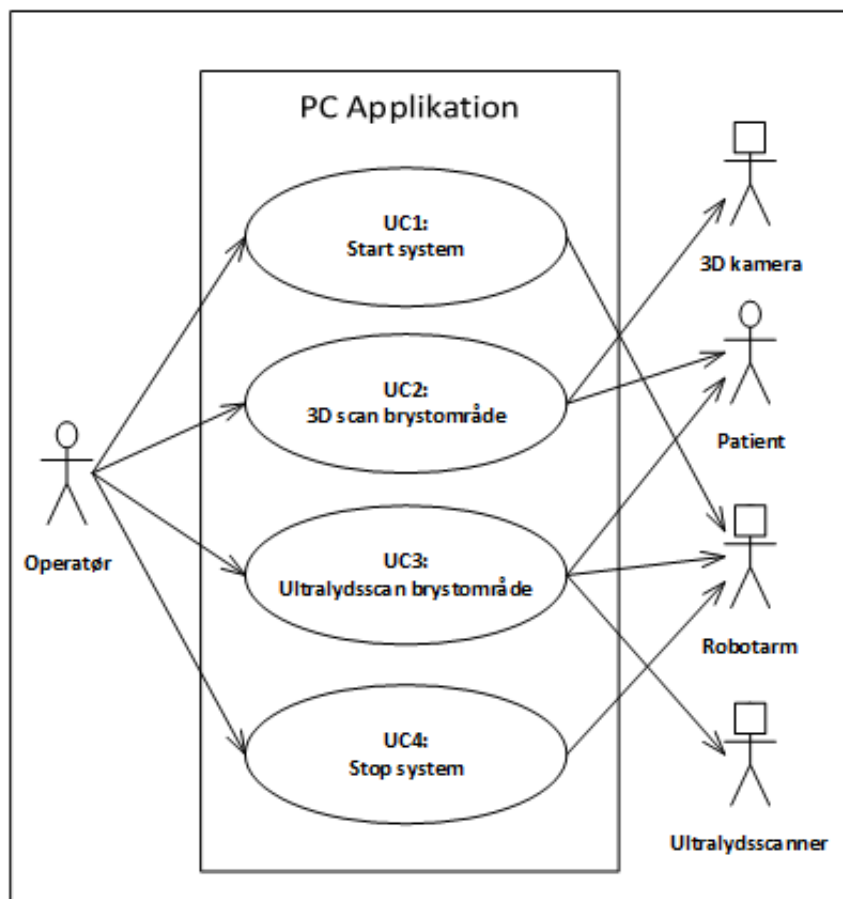 PC Applikation
UC1:
Start system
3D kamera
UC2:
3D scan brystområde
Patient
Operatør
UC3:
Ultralydsscan brystområde
Robotarm
UC4:
Stop system
Ultralydsscanner